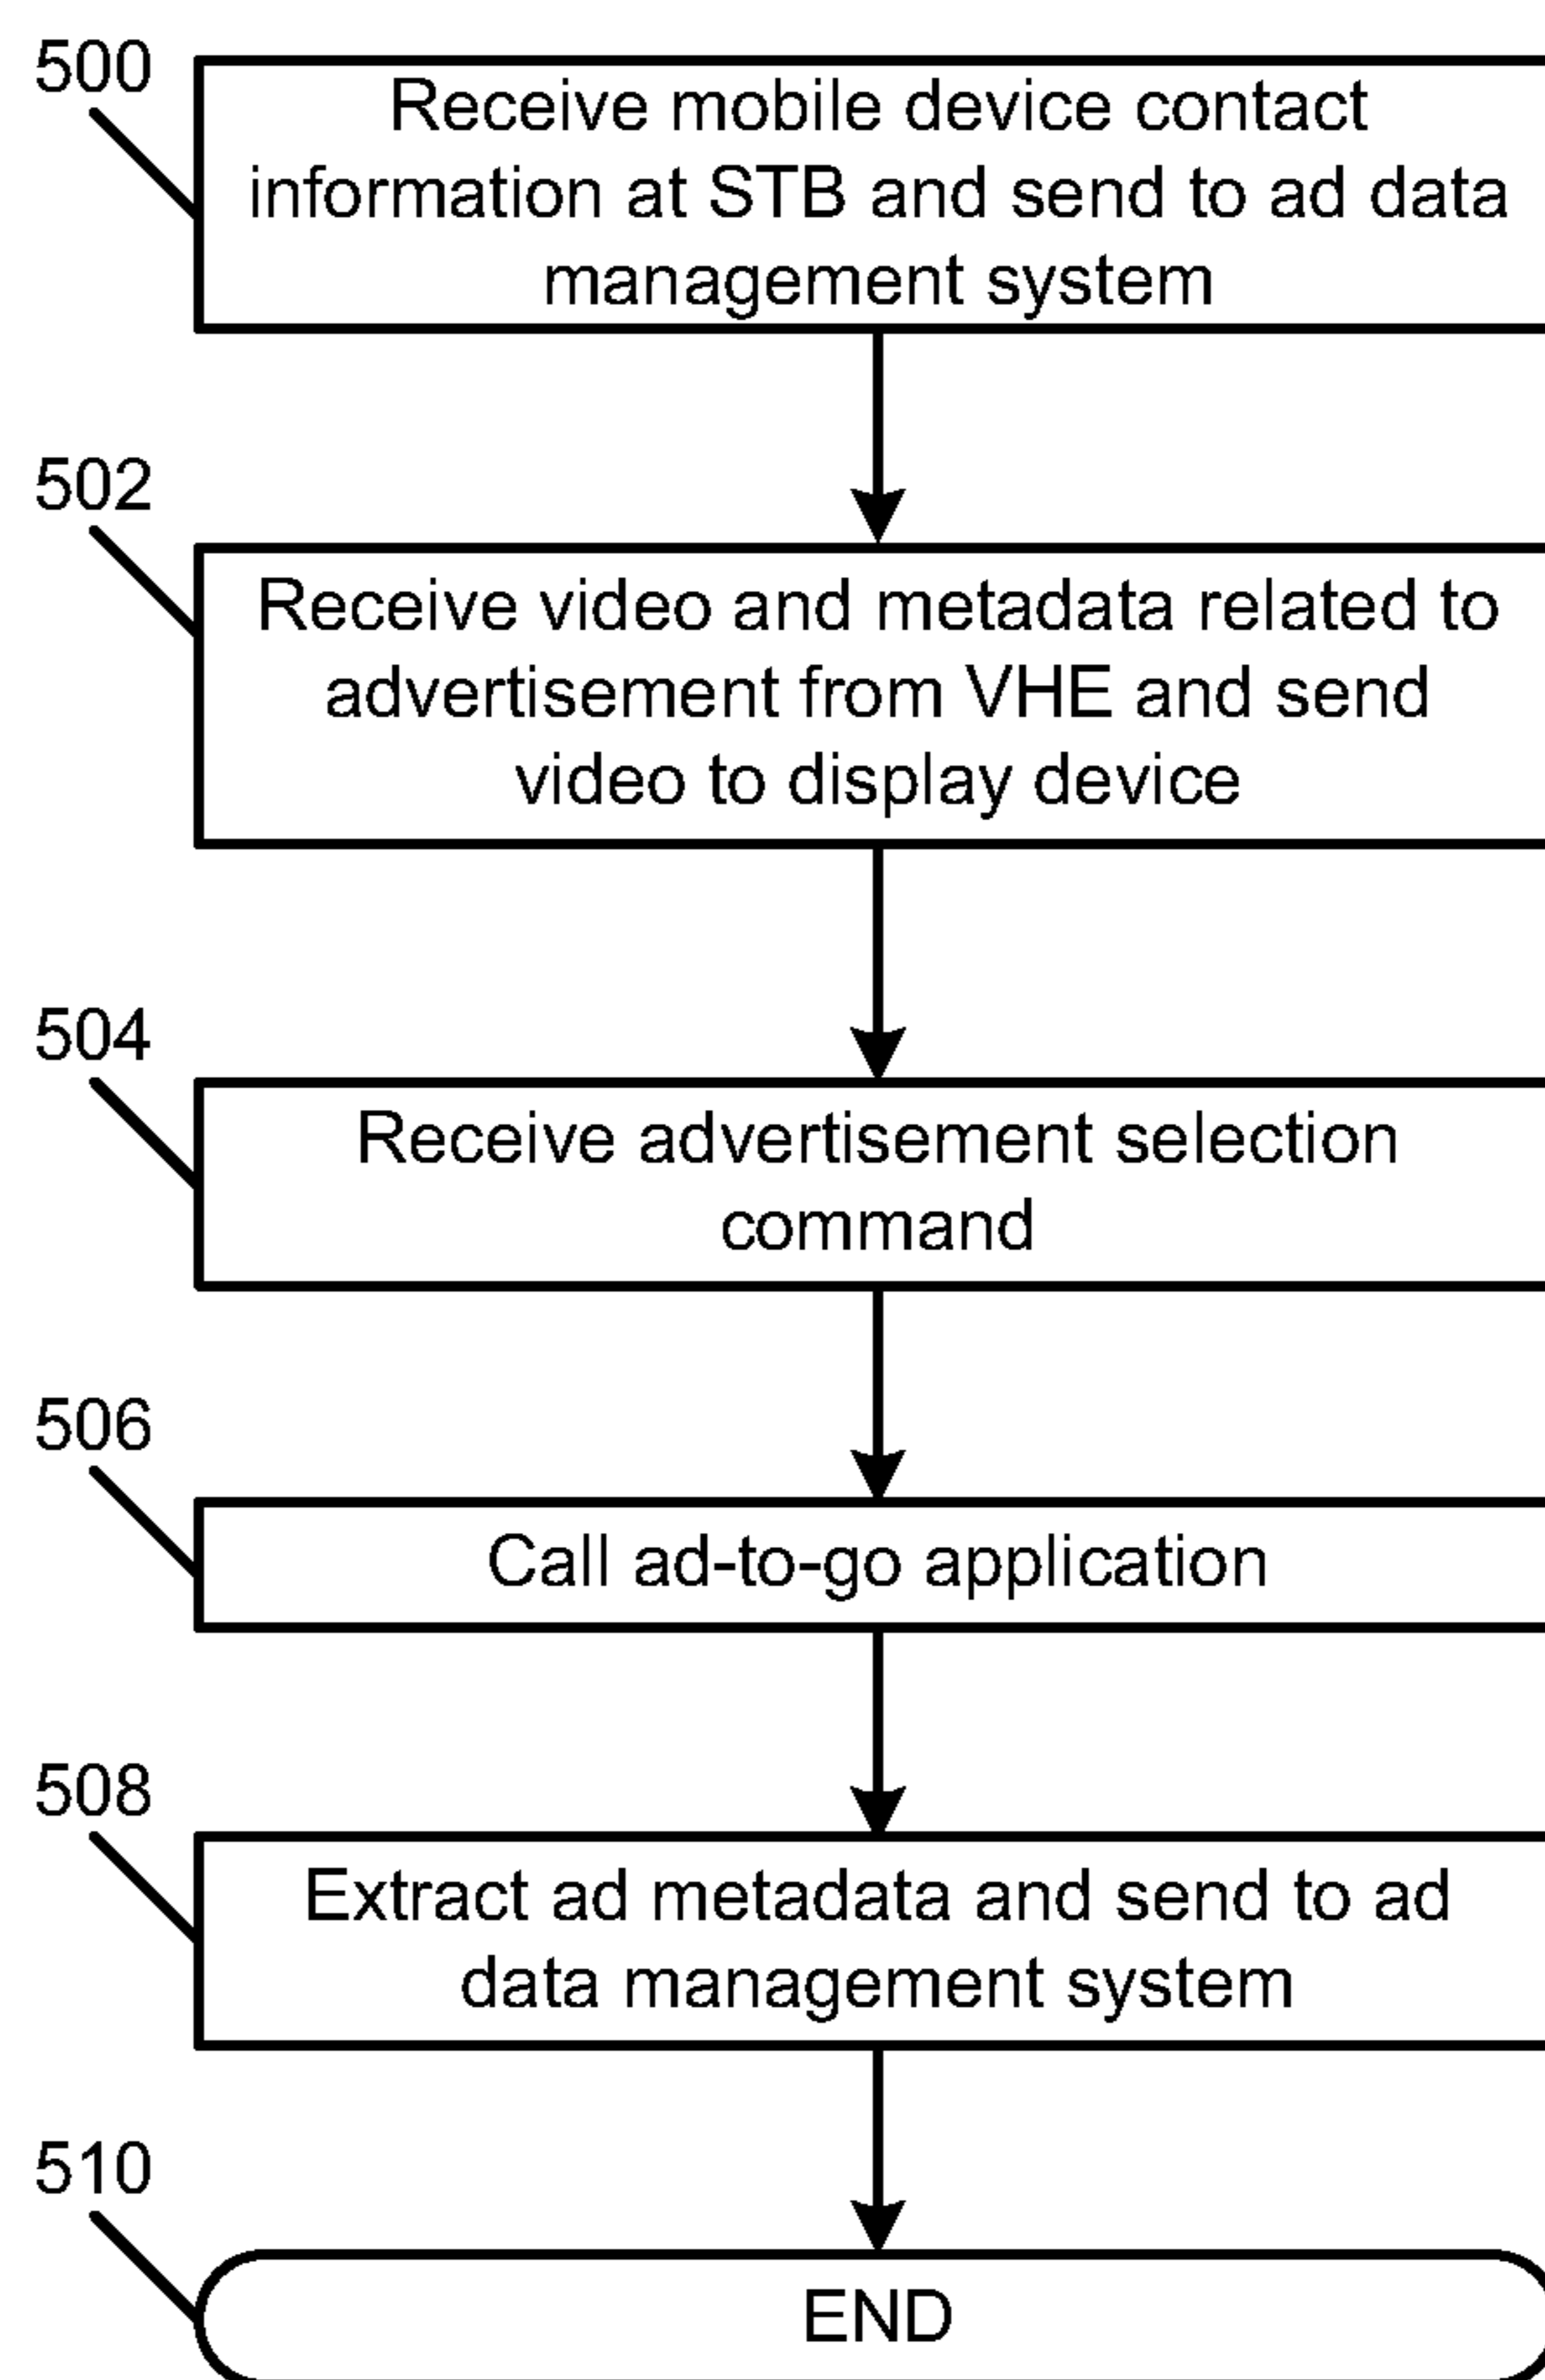 500
Receive mobile device contact
information at STB and send to ad data
management system
502
Receive video and metadata related to
advertisement from VHE and send
video to display device
504
Receive advertisement selection
command
506
Call ad-to-go application
508
Extract ad metadata and send to ad
data management system
510
END